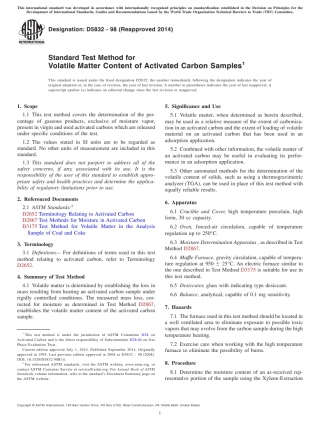 This international standard was developed in accordance with internationally recognized principles on standardization established in the Decision on Principles for the
Development of International Standards, Guides and Recommendations issued by the World Trade Organization Technical Barriers to Trade (TBT) Committee.
Designation: D5832 − 98 (Reapproved 2014)
Standard Test Method for
Volatile Matter Content of Activated Carbon Samples1
This standard is issued under the fixed designation D5832; the number immediately following the designation indicates the year of
original adoption or, in the case of revision, the year of last revision. A number in parentheses indicates the year of last reapproval. A
superscript epsilon (ε) indicates an editorial change since the last revision or reapproval.
1. Scope
1.1 This test method covers the determination of the per-
centage of gaseous products, exclusive of moisture vapor,
present in virgin and used activated carbons which are released
under specific conditions of the test.
1.2 The values stated in SI units are to be regarded as
standard. No other units of measurement are included in this
standard.
1.3 This standard does not purport to address all of the
safety concerns, if any, associated with its use. It is the
responsibility of the user of this standard to establish appro-
priate safety and health practices and determine the applica-
bility of regulatory limitations prior to use.
2. Referenced Documents
2.1 ASTM Standards:2
D2652 Terminology Relating to Activated Carbon
D2867 Test Methods for Moisture in Activated Carbon
D3175 Test Method for Volatile Matter in the Analysis
Sample of Coal and Coke
3. Terminology
3.1 Definitions—For definitions of terms used in this test
method relating to activated carbon, refer to Terminology
D2652.
4. Summary of Test Method
4.1 Volatile matter is determined by establishing the loss in
mass resulting from heating an activated carbon sample under
rigidly controlled conditions. The measured mass loss, cor-
rected for moisture as determined in Test Method D2867,
establishes the volatile matter content of the activated carbon
sample.
1 This test method is under the jurisdiction of ASTM Committee D28 on
Activated Carbon and is the direct responsibility of Subcommittee D28.04 on Gas
Phase Evaluation Tests.
Current edition approved July 1, 2014. Published September 2014. Originally
approved in 1995. Last previous edition approved in 2008 as D5832 – 98 (2008).
DOI: 10.1520/D5832-98R14.
2 For referenced ASTM standards, visit the ASTM website, www.astm.org, or
contact ASTM Customer Service at service@astm.org. For Annual Book of ASTM
Standards volume information, refer to the standard's Document Summary page on
the ASTM website.
5. Significance and Use
5.1 Volatile matter, when determined as herein described,
may be used as a relative measure of the extent of carboniza-
tion in an activated carbon and the extent of loading of volatile
material on an activated carbon that has been used in an
adsorption application.
5.2 Combined with other information, the volatile matter of
an activated carbon may be useful in evaluating its perfor-
mance in an adsorption application.
5.3 Other automated methods for the determination of the
volatile content of solids, such as using a thermogravimetric
analyzer (TGA), can be used in place of this test method with
equally reliable results.
6. Apparatus
6.1 Crucible and Cover, high temperature porcelain, high
form, 30 cc capacity.
6.2 Oven, forced-air circulation, capable of temperature
regulation up to 250°C.
6.3 Moisture Determination Apparatus, as described in Test
Method D2867.
6.4 Muffle Furnace, gravity circulation, capable of tempera-
ture regulation at 950 ± 25°C. An electric furnace similar to
the one described in Test Method D3175 is suitable for use in
this test method.
6.5 Desiccator, glass with indicating type desiccant.
6.6 Balance, analytical, capable of 0.1 mg sensitivity.
7. Hazards
7.1 The furnace used in this test method should be located in
a well ventilated area to eliminate exposure to possible toxic
vapors that may evolve from the carbon sample during the high
temperature heating.
7.2 Exercise care when working with the high temperature
furnace to eliminate the possibility of burns.
8. Procedure
8.1 Determine the moisture content of an as-received rep-
resentative portion of the sample using the Xylene-Extraction
Copyright © ASTM International, 100 Barr Harbor Drive, PO Box C700, West Conshohocken, PA 19428-2959. United States
1